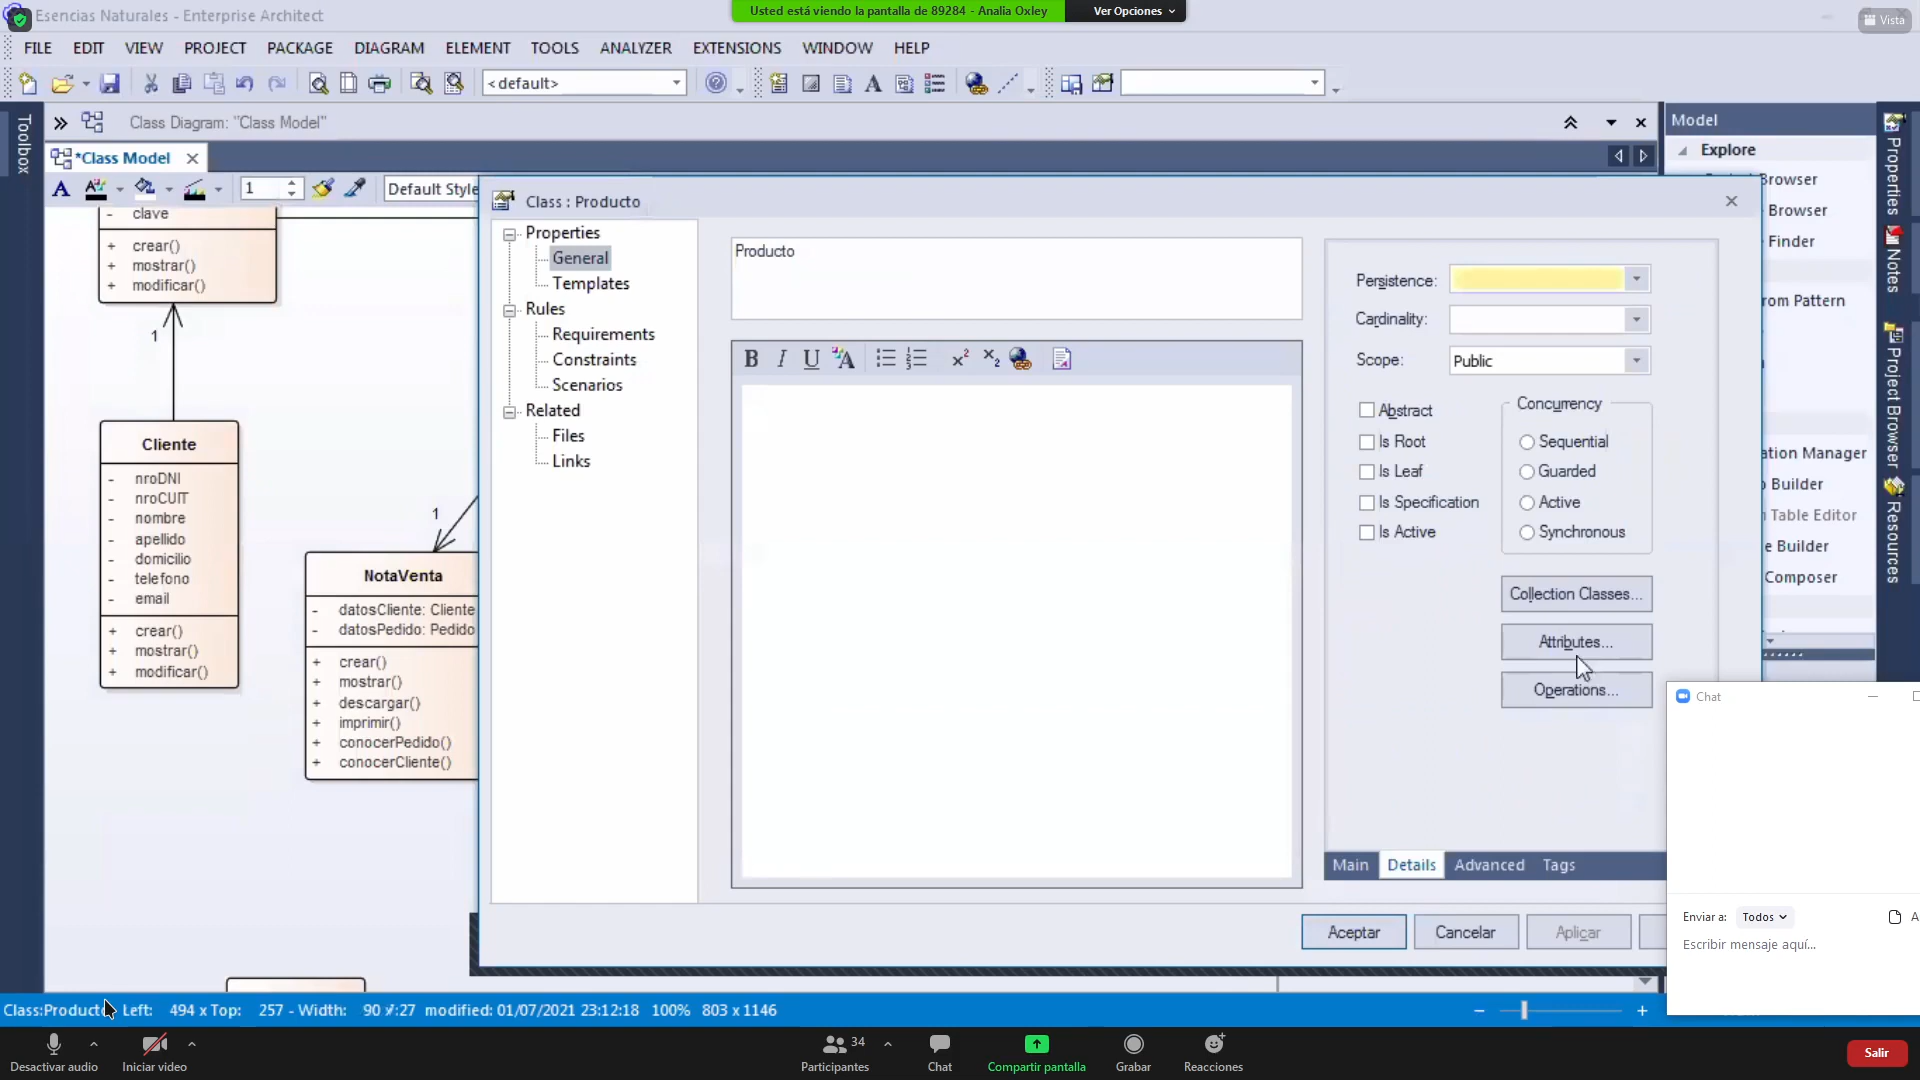 Esencias Naturales - Enterprise Architect
Usted está viendo la pantalla de 89284 - Analia Oxley
Ver Opciones
Vista
FILE EDIT VIEW PROJECT PACKAGE DIAGRAM ELEMENT TOOLS ANALYZER EXTENSIONS WINDOW HELP
<default>
Toolbox
Class Diagram: "Class Model"
*Class Model
1
Default Style
Model
Explore
Browser
Browser
Finder
rom Pattern
ation Manager
Builder
Table Editor
e Builder
Composer
Properties
Notes
Project Browser
Resources
- clave
+ crear()
+ mostrar()
+ modificar()
1
Cliente
- nroDNI
- nroCUIT
- nombre
- apellido
- domicilio
- telefono
- email
+ crear()
+ mostrar()
+ modificar()
1
NotaVenta
- datosCliente: Cliente
- datosPedido: Pedido
+ crear()
+ mostrar()
+ descargar()
+ imprimir()
+ conocerPedido()
+ conocerCliente()
Class : Producto
Properties
General
Templates
Rules
Requirements
Constraints
Scenarios
Related
Files
Links
Producto
B I U A x² x₂
Persistence:
Cardinality:
Scope: Public
Abstract
Is Root
Is Leaf
Is Specification
Is Active
Concurrency
Sequential
Guarded
Active
Synchronous
Collection Classes...
Attributes...
Operations...
Main Details Advanced Tags
Aceptar Cancelar Aplicar
Chat
Enviar a: Todos
Escribir mensaje aquí...
Left: 494 x Top: 257 - Width: 90 modified: 01/07/2021 23:12:18 100% 803 x 1146
Desactivar audio
Iniciar video
34
Participantes
Chat
Compartir pantalla
Grabar
Reacciones
Salir